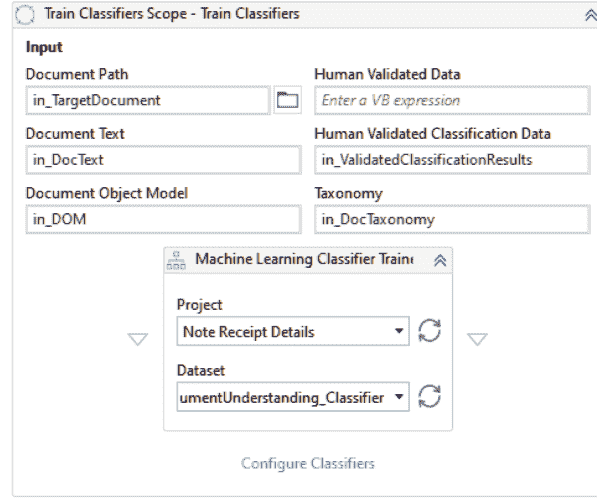 Train Classifiers Scope - Train Classifiers
Input
Document Path Human Validated Data
in_TargetDocument Enter a VB expression
Document Text Human Validated Classification Data
in_DocText in_ValidatedClassificationResults
Document Object Model Taxonomy
in_DOM in_DocTaxonomy
Machine Learning Classifier Traine
Project
Note Receipt Details
Dataset
umentUnderstanding_Classifier
Configure Classifiers